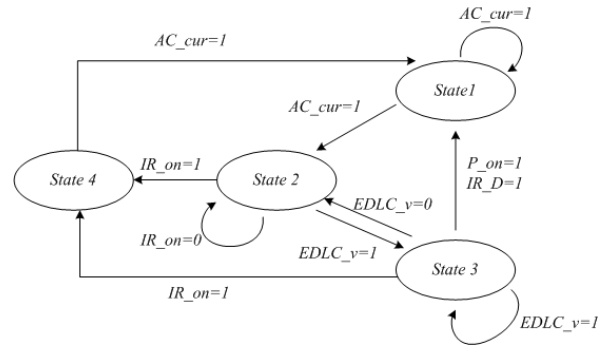 AC_cur=1
AC_cur=1
State1
AC_cur=1
IR_on=1
P_on=1
IR_D=1
State 4
State 2
EDLC_v=0
IR_on=0
EDLC_v=1
State 3
IR_on=1
EDLC_v=1